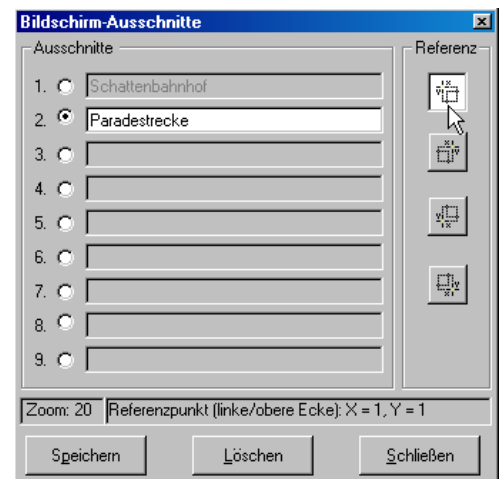 Bildschirm-Ausschnitte
Ausschnitte
Referenz
1. Schattenbahnhof
2. Paradestrecke
3.
4.
5.
6.
7.
8.
9.
Zoom: 20 Referenzpunkt (linke/obere Ecke): X = 1, Y = 1
Speichern Löschen Schließen